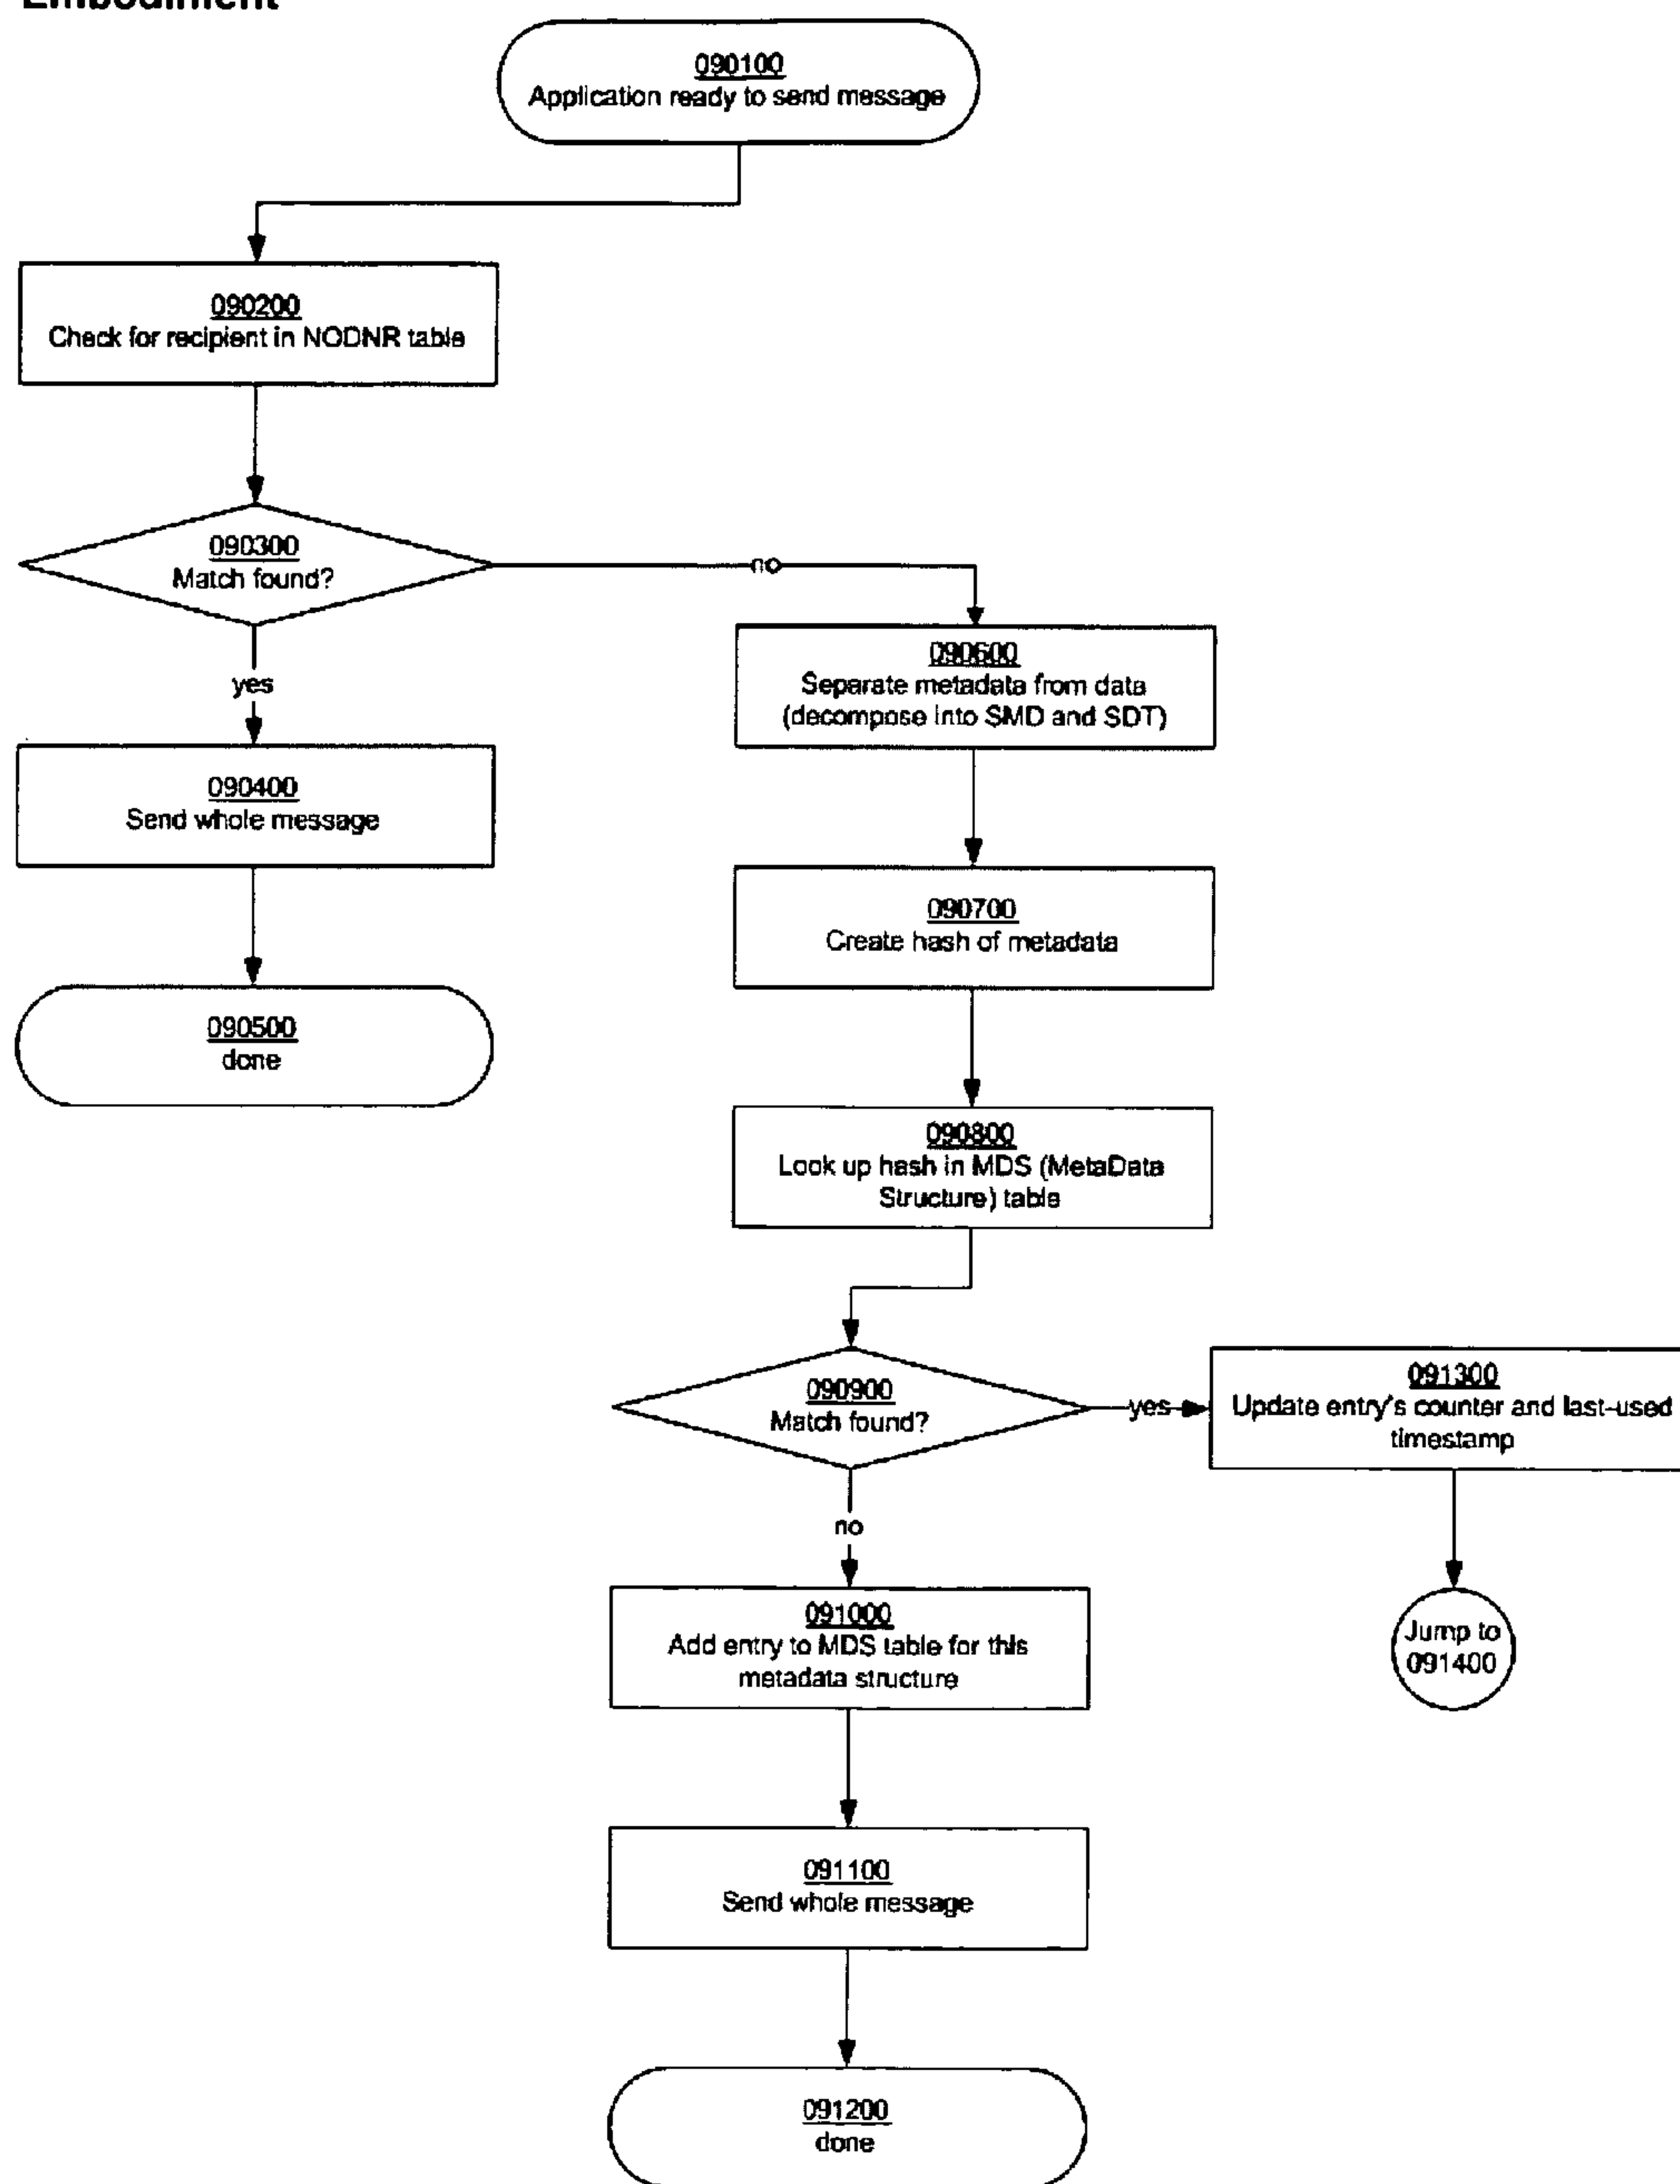 Embodiment
090100
Application ready to send message
090200
Check for recipient in NODNR table
090300
Match found?
no
yes
090600
Separate metadata from data
(decompose into SMD and SDT)
090400
Send whole message
090700
Create hash of metadata
090500
done
090800
Look up hash in MDS (MetaData
Structure) table
090900
Match found?
yes
091300
Update entry's counter and last-used
timestamp
no
091000
Add entry to MDS table for this
metadata structure
Jump to
091400
091100
Send whole message
091200
done